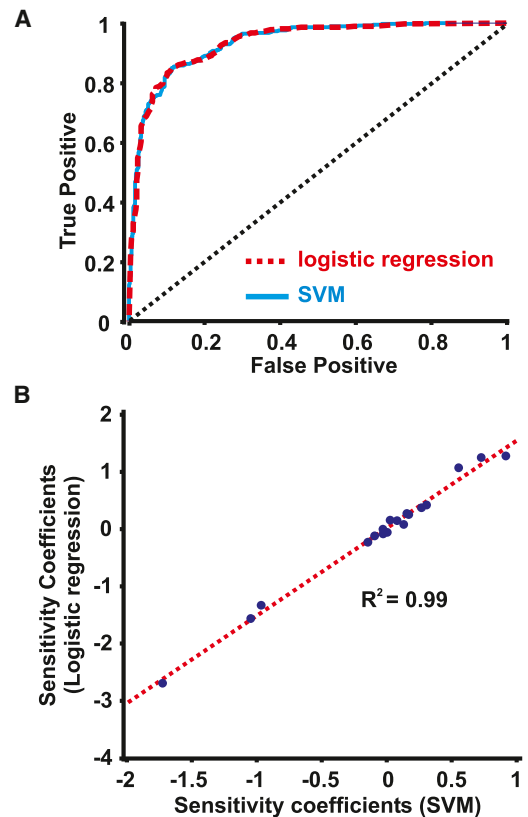 A
True Positive
1
0.8
0.6
0.4
0.2
0
logistic regression
SVM
0
0.2
0.4
0.6
0.8
1
False Positive
B
Sensitivity Coefficients
(Logistic regression)
2
1
0
-1
-2
-3
-4
R² = 0.99
-2
-1.5
-1
-0.5
0
0.5
1
Sensitivity coefficients (SVM)